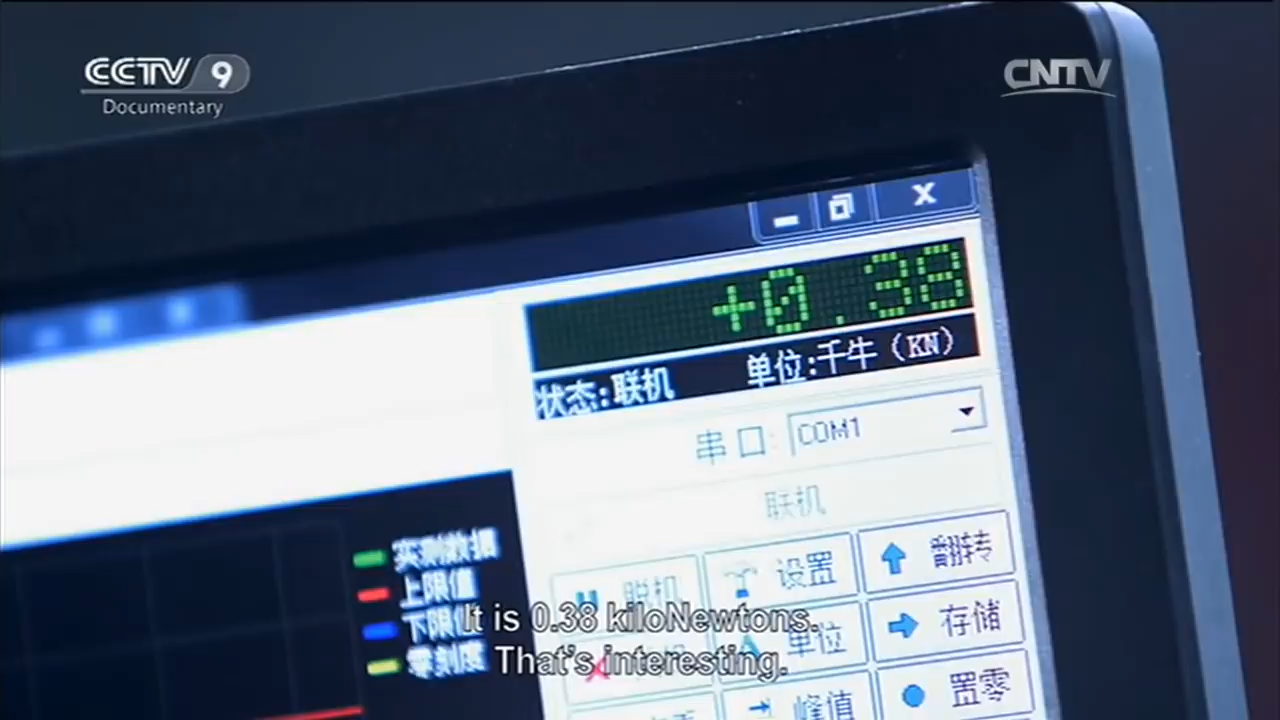 CCTV 9
Documentary
CNTV
+0.38
状态:联机
单位:千牛(KN)
串口:
COM1
联机
实测数据
上限值
下限值
零刻度
脱机
设置
翻转
单位
存储
峰值
置零
It is 0.38 kiloNewtons.
That's interesting.